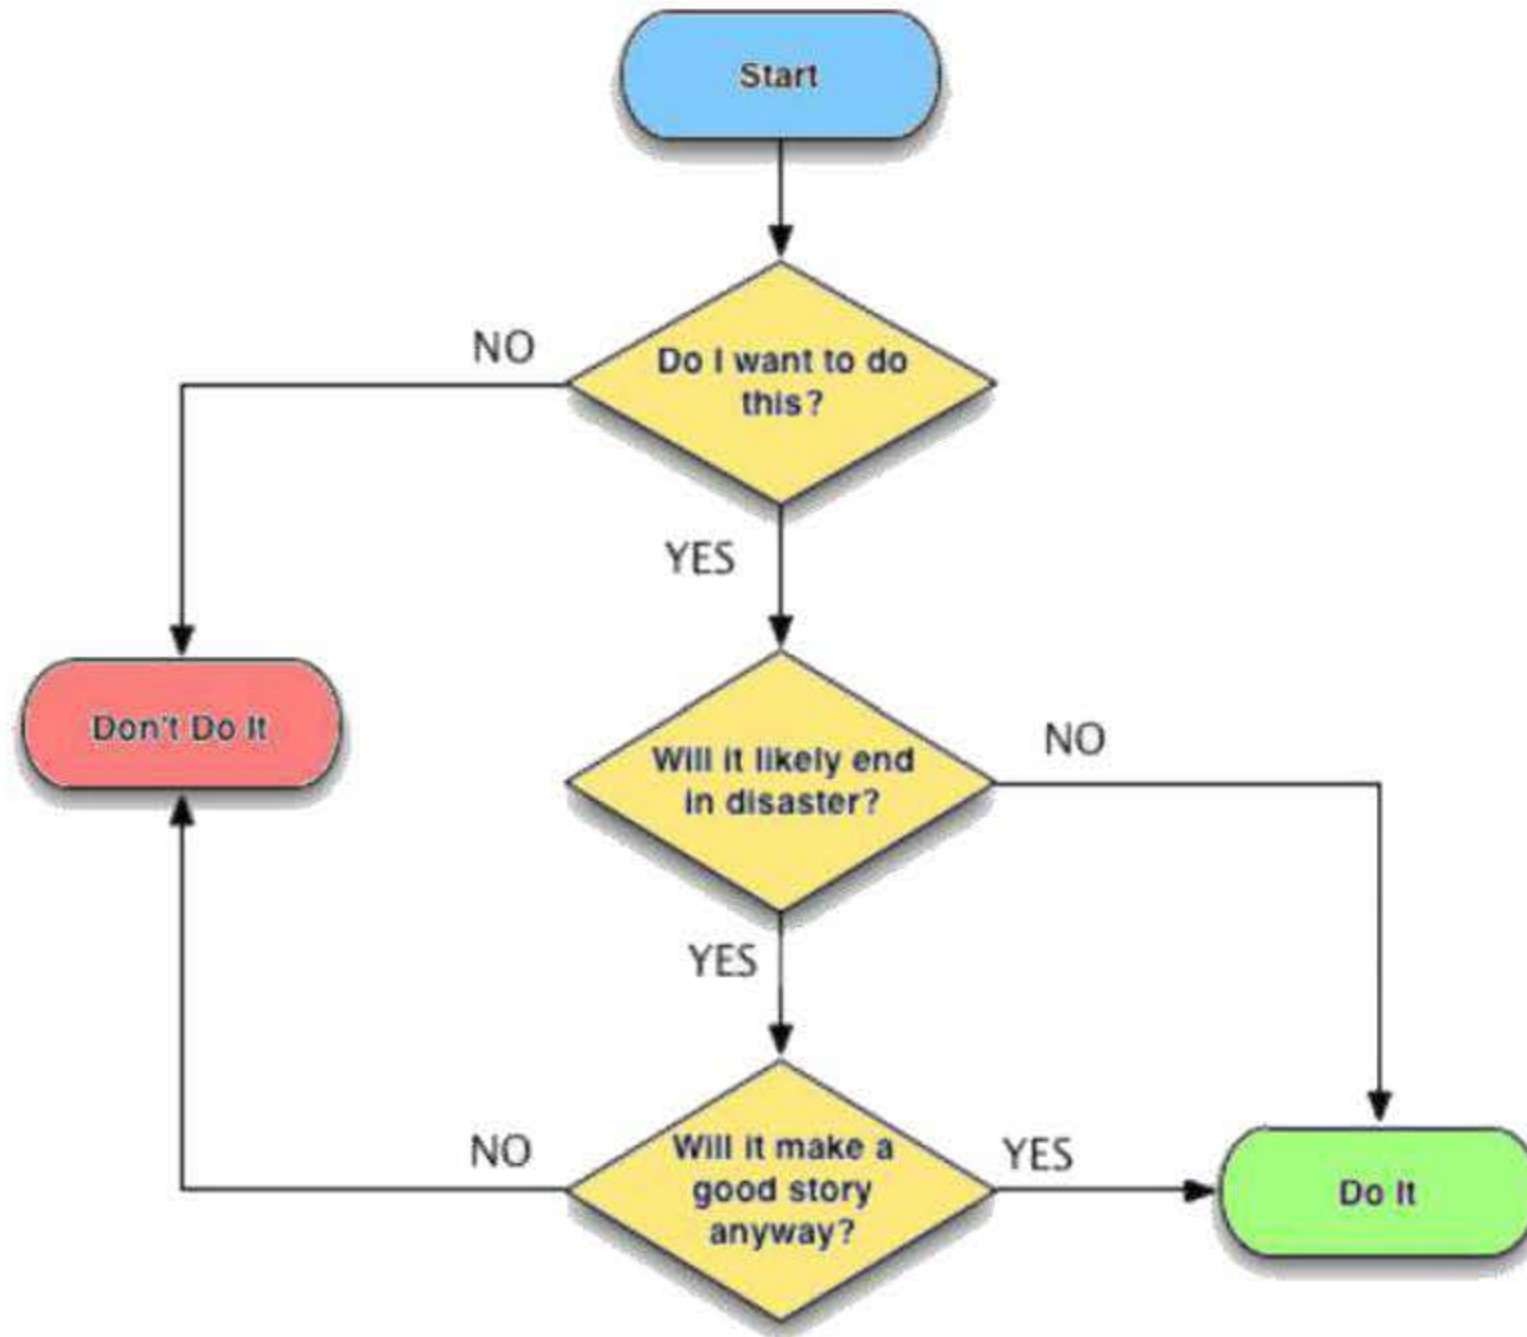 Start
NO
Do I want to do
this?
YES
Don't Do It
Will it likely end
in disaster?
NO
YES
NO
Will it make a
good story
anyway?
YES
Do It